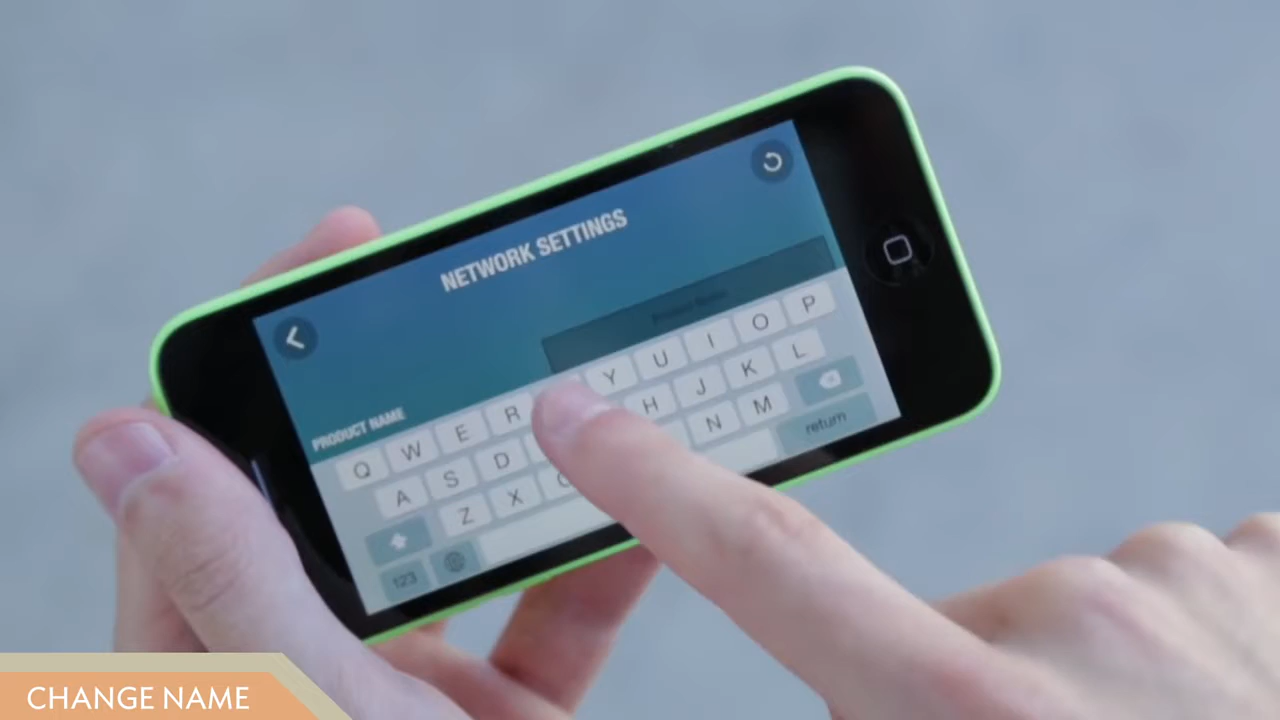 NETWORK SETTINGS
PRODUCT NAME
Q W E R Y U I O P
A S D H J K L
Z X N M
123 return
CHANGE NAME